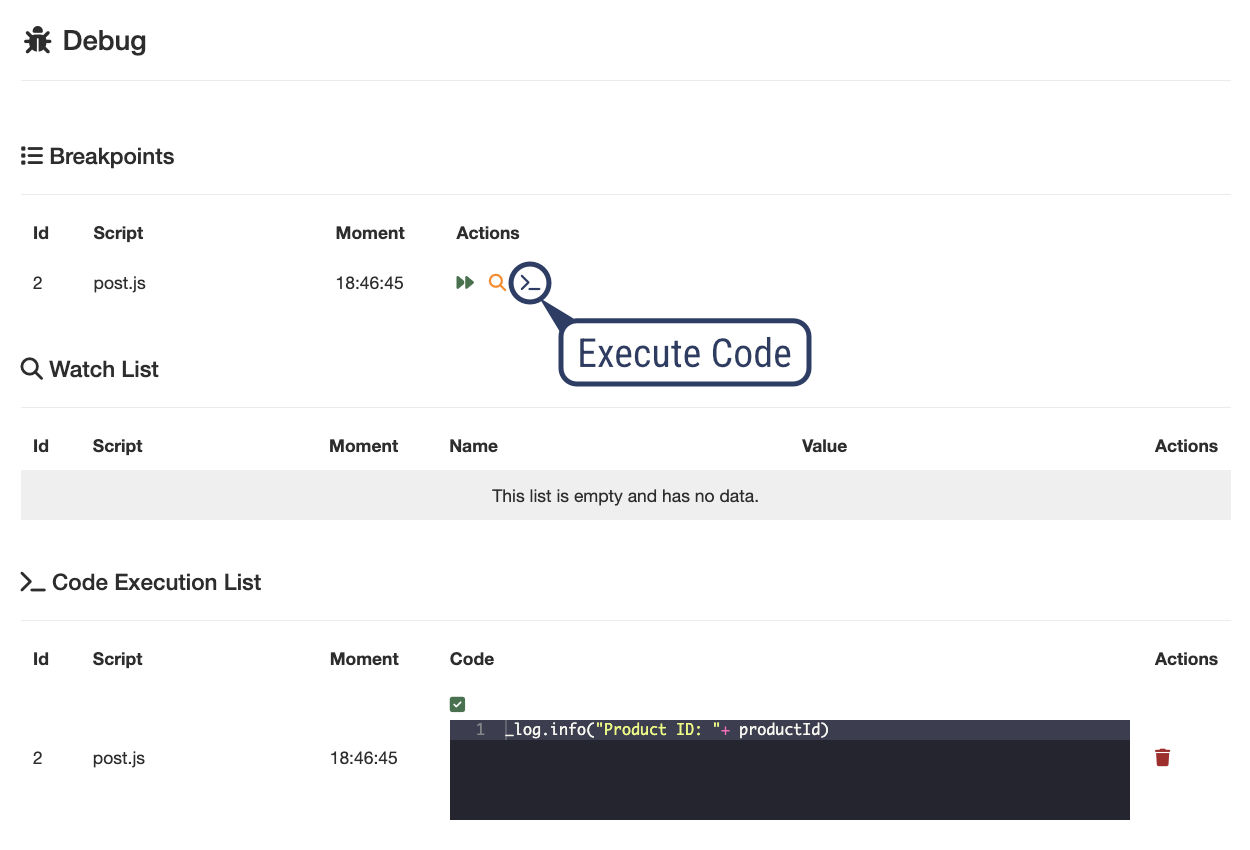 Debug
Breakpoints
Id Script Moment Actions
2 post.js 18:46:45
Execute Code
Watch List
Id Script Moment Name Value Actions
This list is empty and has no data.
Code Execution List
Id Script Moment Code Actions
1 _log.info("Product ID: "+ productId)
2 post.js 18:46:45